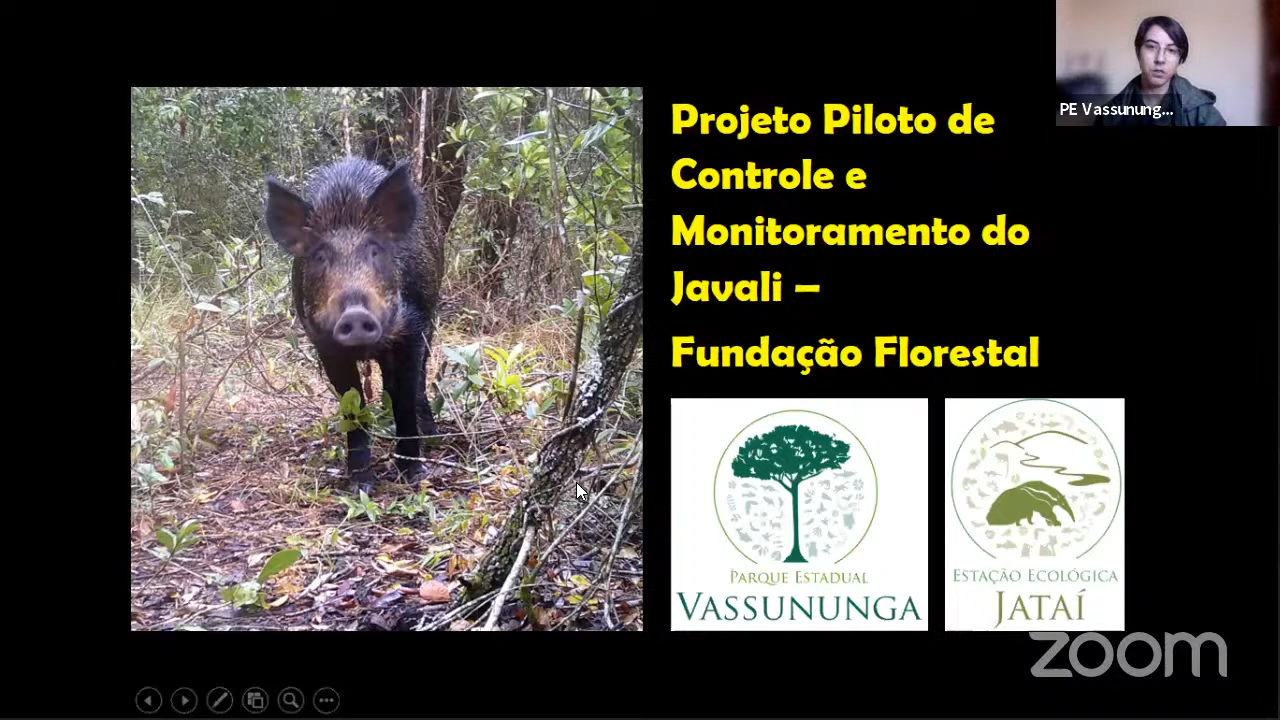 PE Vassunung...
Projeto Piloto de
Controle e
Monitoramento do
Javali –
Fundação Florestal
PARQUE ESTADUAL
VASSUNUNGA
ESTAÇÃO ECOLÓGICA
JATAÍ
zoom